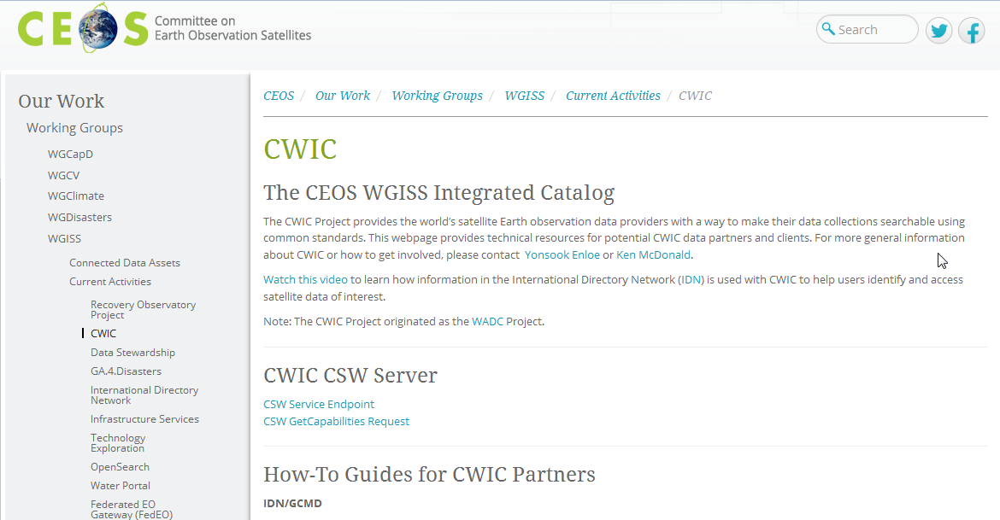 CEOS Committee on
Earth Observation Satellites
Search
Our Work
Working Groups
WGCapD
WGCV
WGClimate
WGDisasters
WGISS
Connected Data Assets
Current Activities
Recovery Observatory
Project
CWIC
Data Stewardship
GA.4.Disasters
International Directory
Network
Infrastructure Services
Technology
Exploration
OpenSearch
Water Portal
Federated EO
Gateway (FedEO)
CEOS / Our Work / Working Groups / WGISS / Current Activities / CWIC
CWIC
The CEOS WGISS Integrated Catalog
The CWIC Project provides the world's satellite Earth observation data providers with a way to make their data collections searchable using
common standards. This webpage provides technical resources for potential CWIC data partners and clients. For more general information
about CWIC or how to get involved, please contact Yonsook Enloe or Ken McDonald.
Watch this video to learn how information in the International Directory Network (IDN) is used with CWIC to help users identify and access
satellite data of interest.
Note: The CWIC Project originated as the WADC Project.
CWIC CSW Server
CSW Service Endpoint
CSW GetCapabilities Request
How-To Guides for CWIC Partners
IDN/GCMD